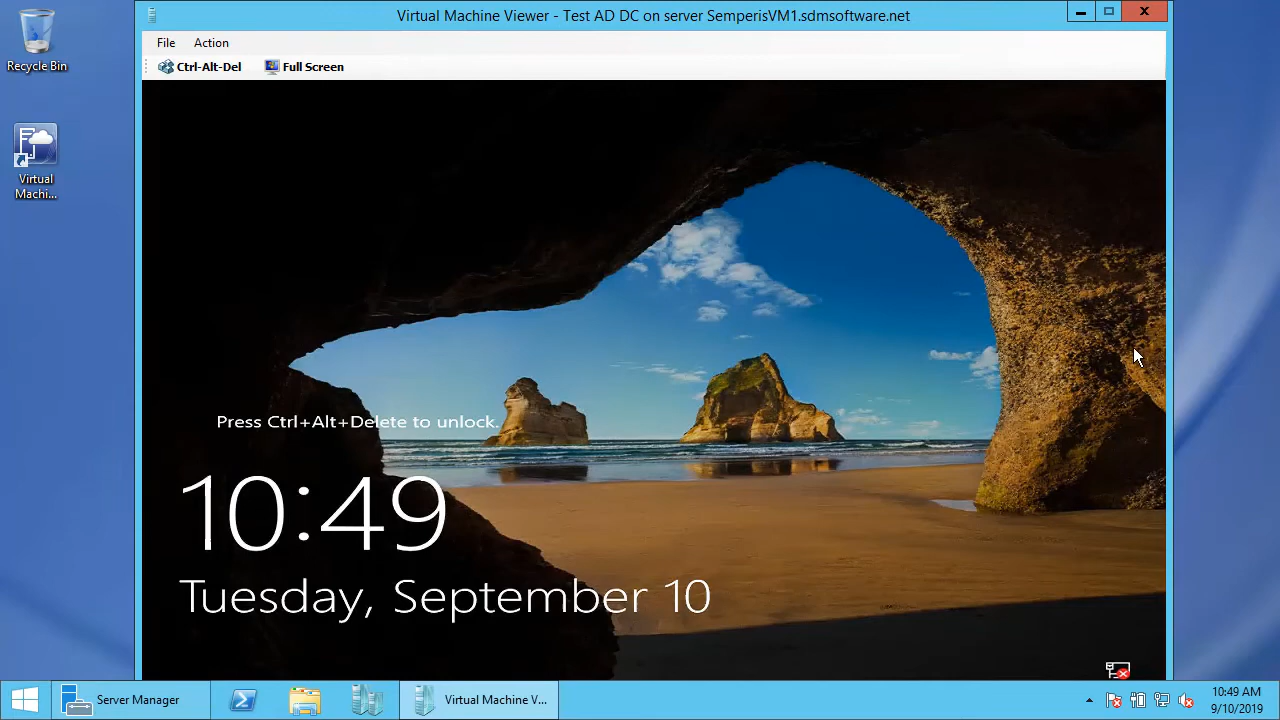 Recycle Bin
Virtual
Machi...
Virtual Machine Viewer - Test AD DC on server SemperisVM1.sdmsoftware.net
File Action
Ctrl-Alt-Del Full Screen
Press Ctrl+Alt+Delete to unlock.
10:49
Tuesday, September 10
Server Manager
Virtual Machine V...
10:49 AM
9/10/2019